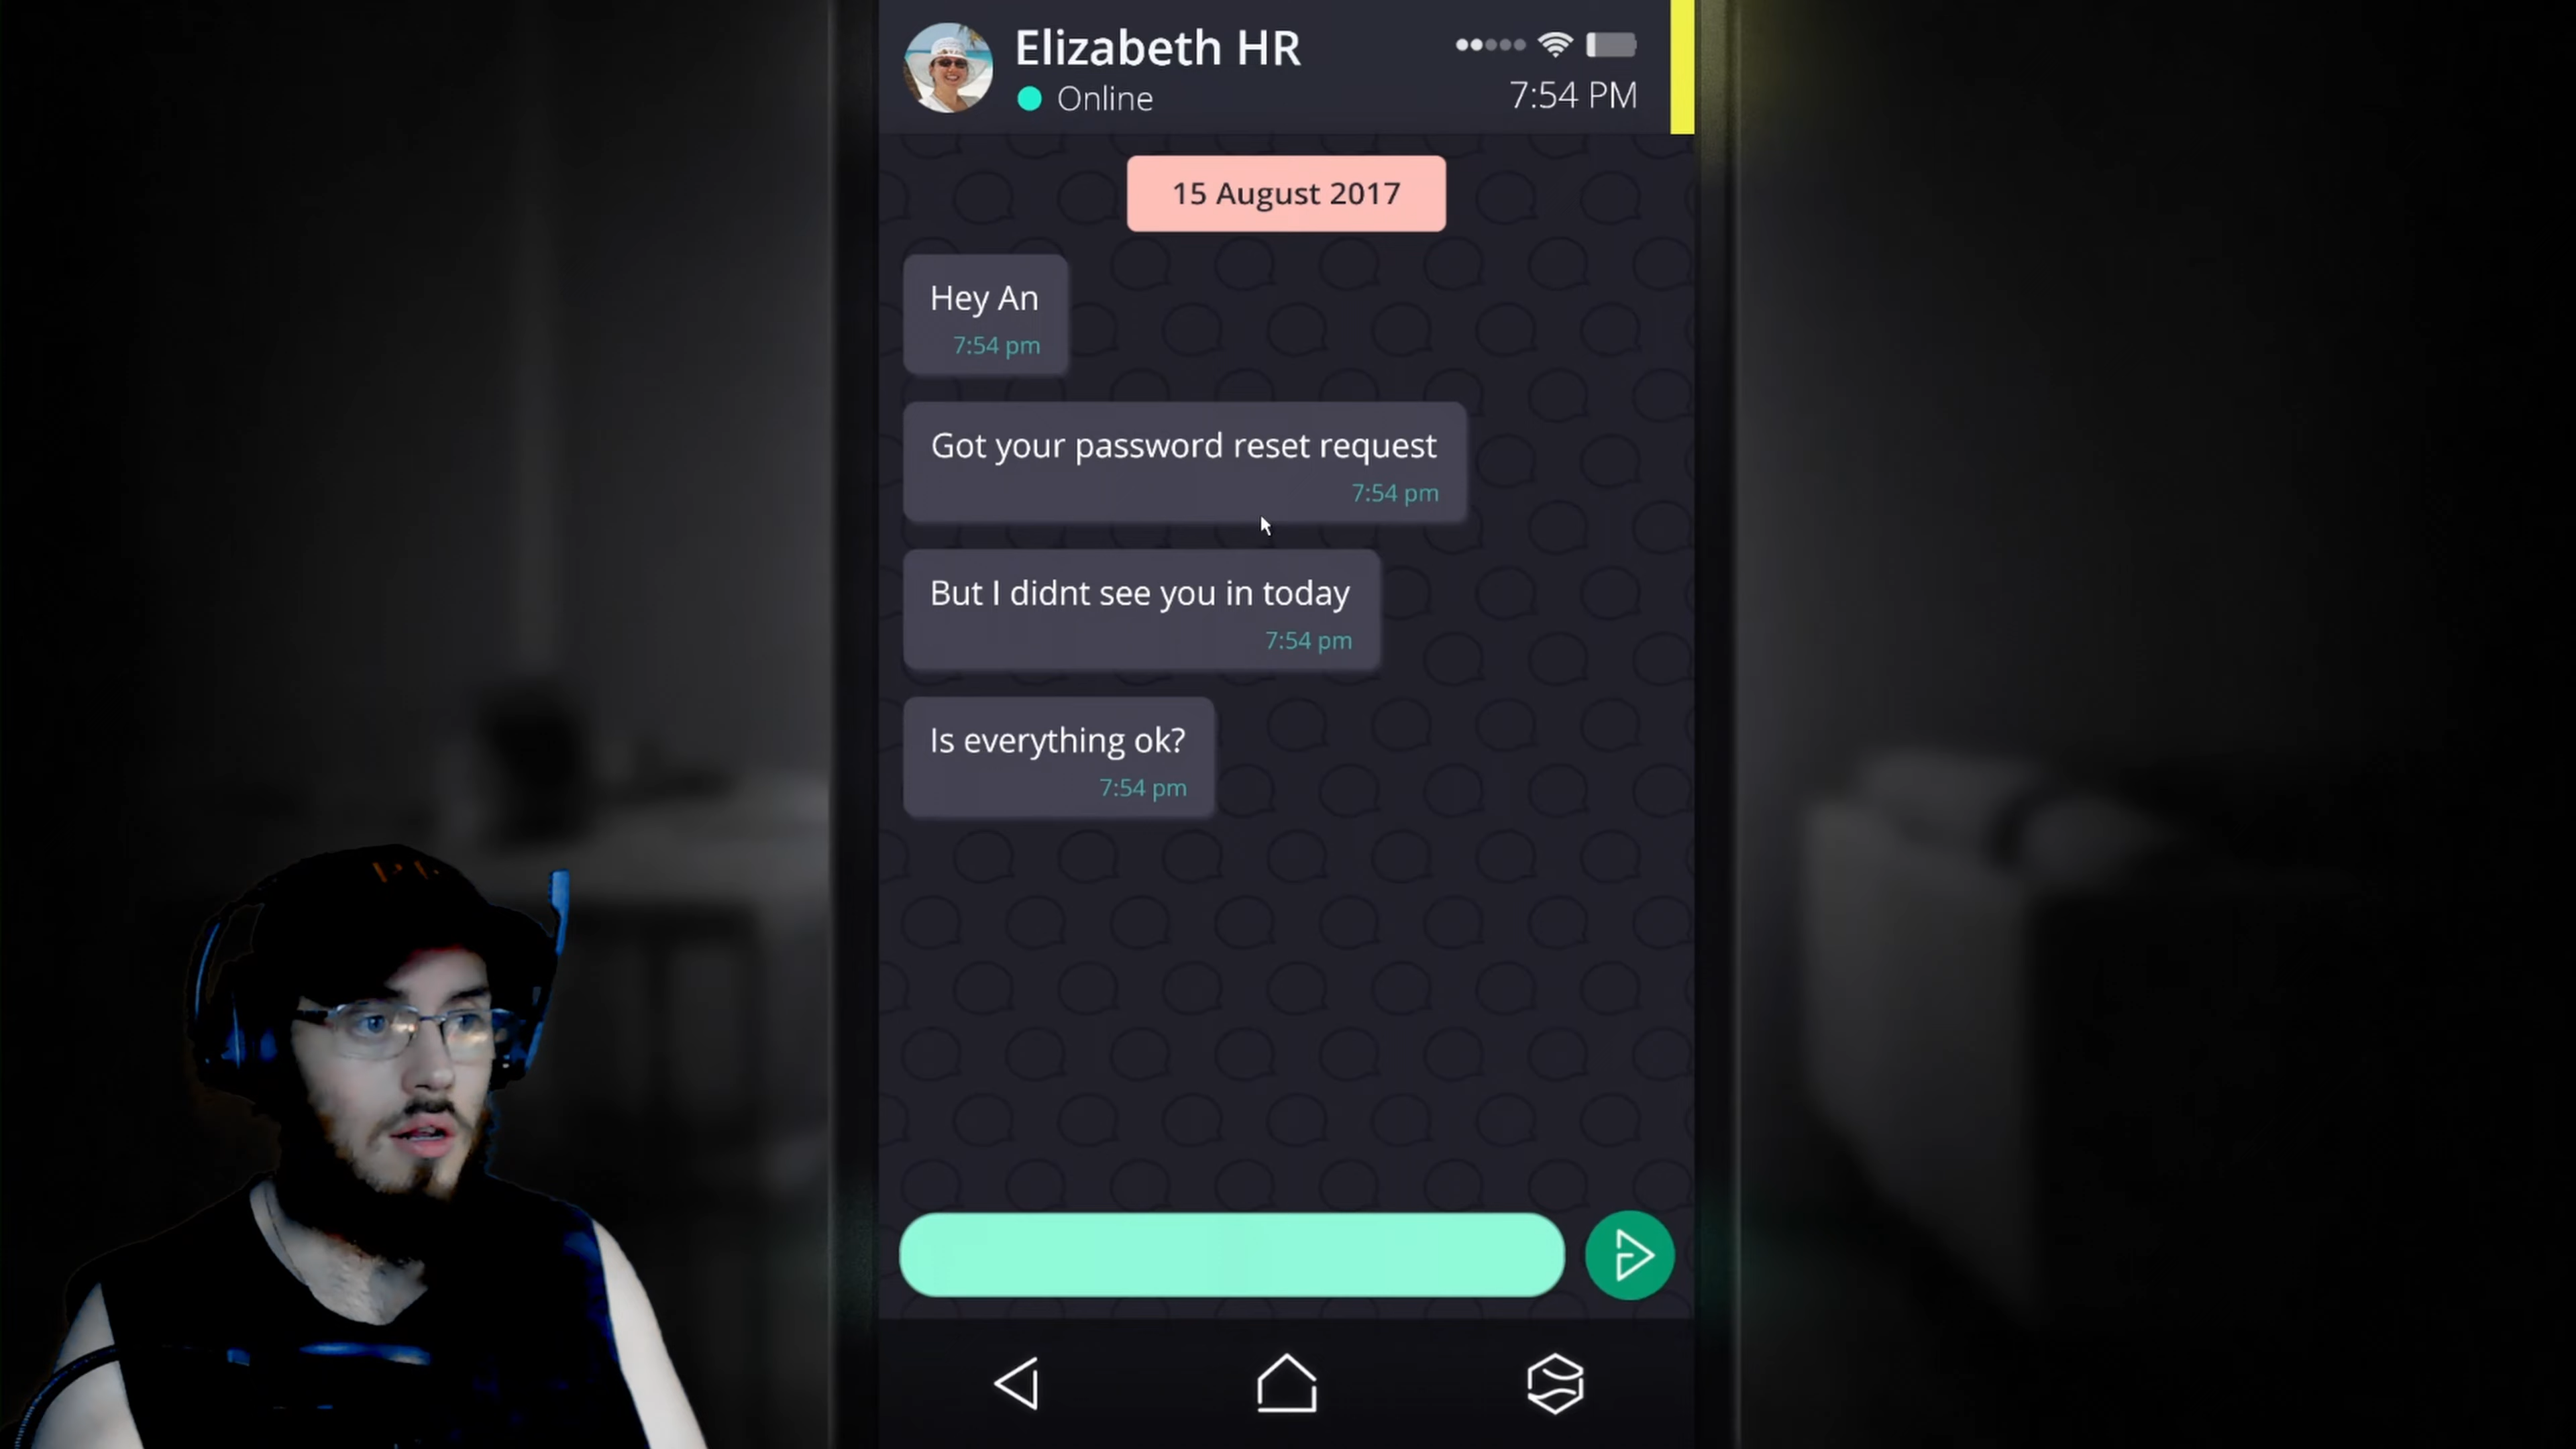 Elizabeth HR
Online
7:54 PM
15 August 2017
Hey An
7:54 pm
Got your password reset request
7:54 pm
But I didnt see you in today
7:54 pm
Is everything ok?
7:54 pm